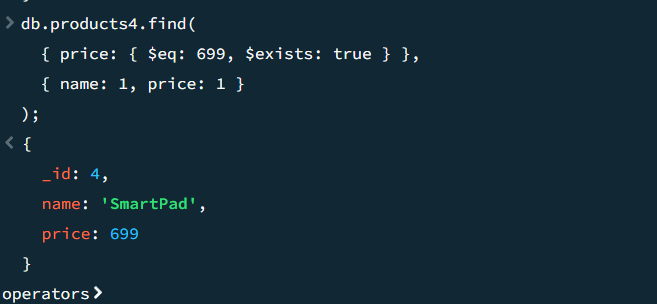 > db.products4.find(
{ price: { $eq: 699, $exists: true } },
{ name: 1, price: 1 }
);
< {
_id: 4,
name: 'SmartPad',
price: 699
}
operators>